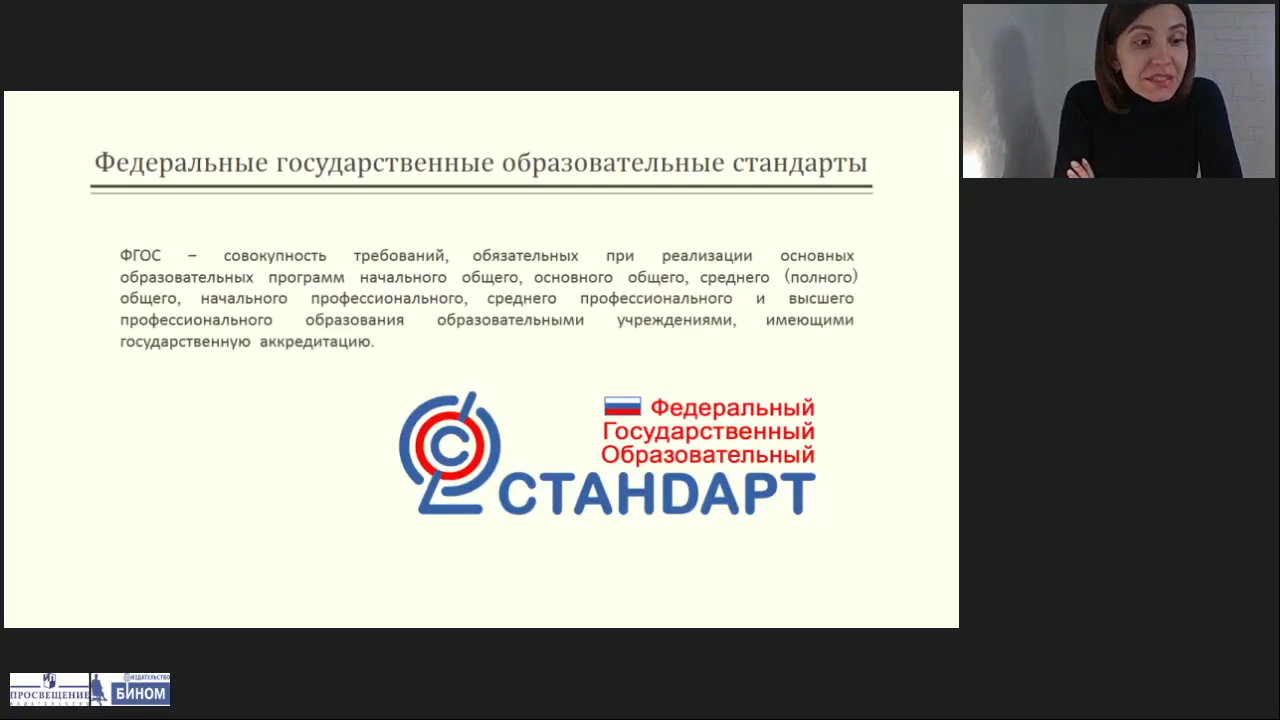 Федеральные государственные образовательные стандарты
ФГОС – совокупность требований, обязательных при реализации основных
образовательных программ начального общего, основного общего, среднего (полного)
общего, начального профессионального, среднего профессионального и высшего
профессионального образования образовательными учреждениями, имеющими
государственную аккредитацию.
Федеральный
Государственный
Образовательный
СТАНДАРТ
ПРОСВЕЩЕНИЕ
ИЗДАТЕЛЬСТВО
ИЗДАТЕЛЬСТВО
БИНОМ